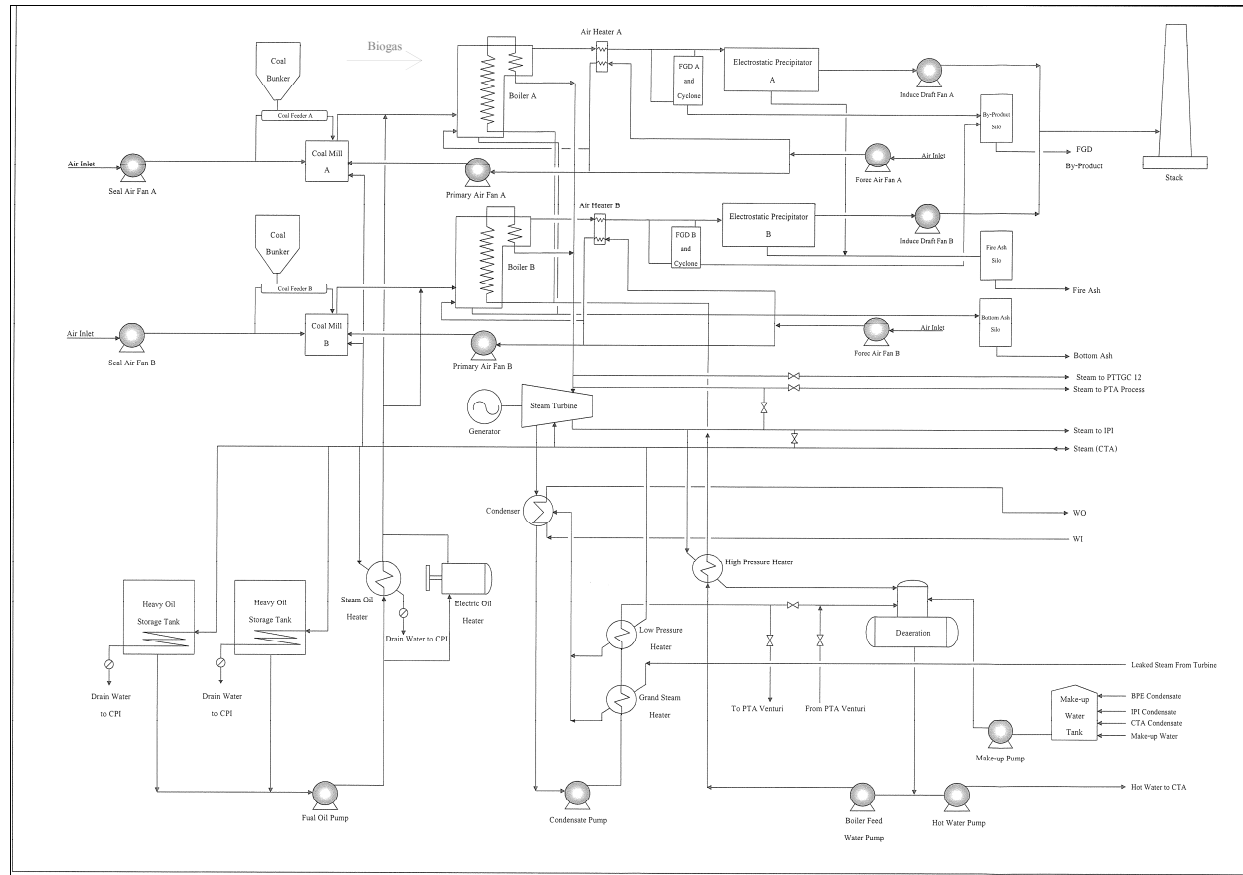 Biogas
Coal
Bunker
Coal Feeder A
Coal Mill
A
Air Inlet
Seal Air Fan A
Primary Air Fan A
Boiler A
Air Heater A
FGD A
and
Cyclone
Electrostatic Precipitator
A
Induce Draft Fan A
By-Product
Silo
FGD
By-Product
Stack
Air Inlet
Forec Air Fan A
Coal
Bunker
Coal Feeder B
Coal Mill
B
Air Inlet
Seal Air Fan B
Primary Air Fan B
Boiler B
Air Heater B
FGD B
and
Cyclone
Electrostatic Precipitator
B
Induce Draft Fan B
Fire Ash
Silo
Fire Ash
Bottom Ash
Silo
Bottom Ash
Air Inlet
Forec Air Fan B
Steam to PTTGC 12
Steam to PTA Process
Steam Turbine
Generator
Steam to IPI
Steam (CTA)
Condenser
WO
WI
High Pressure Heater
Heavy Oil
Storage Tank
Heavy Oil
Storage Tank
Steam Oil
Heater
Electric Oil
Heater
Drain Water to CPI
Drain Water
to CPI
Drain Water
to CPI
Low Pressure
Heater
Grand Steam
Heater
Deaeration
Leaked Steam From Turbine
To PTA Venturi
From PTA Venturi
Make-up
Water
Tank
BPE Condensate
IPI Condensate
CTA Condensate
Make-up Water
Make-up Pump
Hot Water to CTA
Fual Oil Pump
Condensate Pump
Boiler Feed
Water Pump
Hot Water Pump